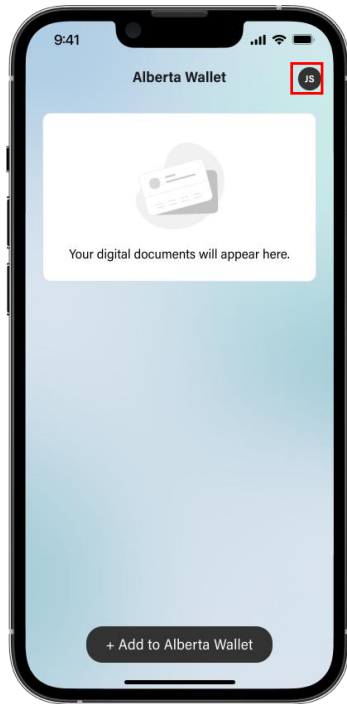 9:41
Alberta Wallet
JS
Your digital documents will appear here.
+ Add to Alberta Wallet